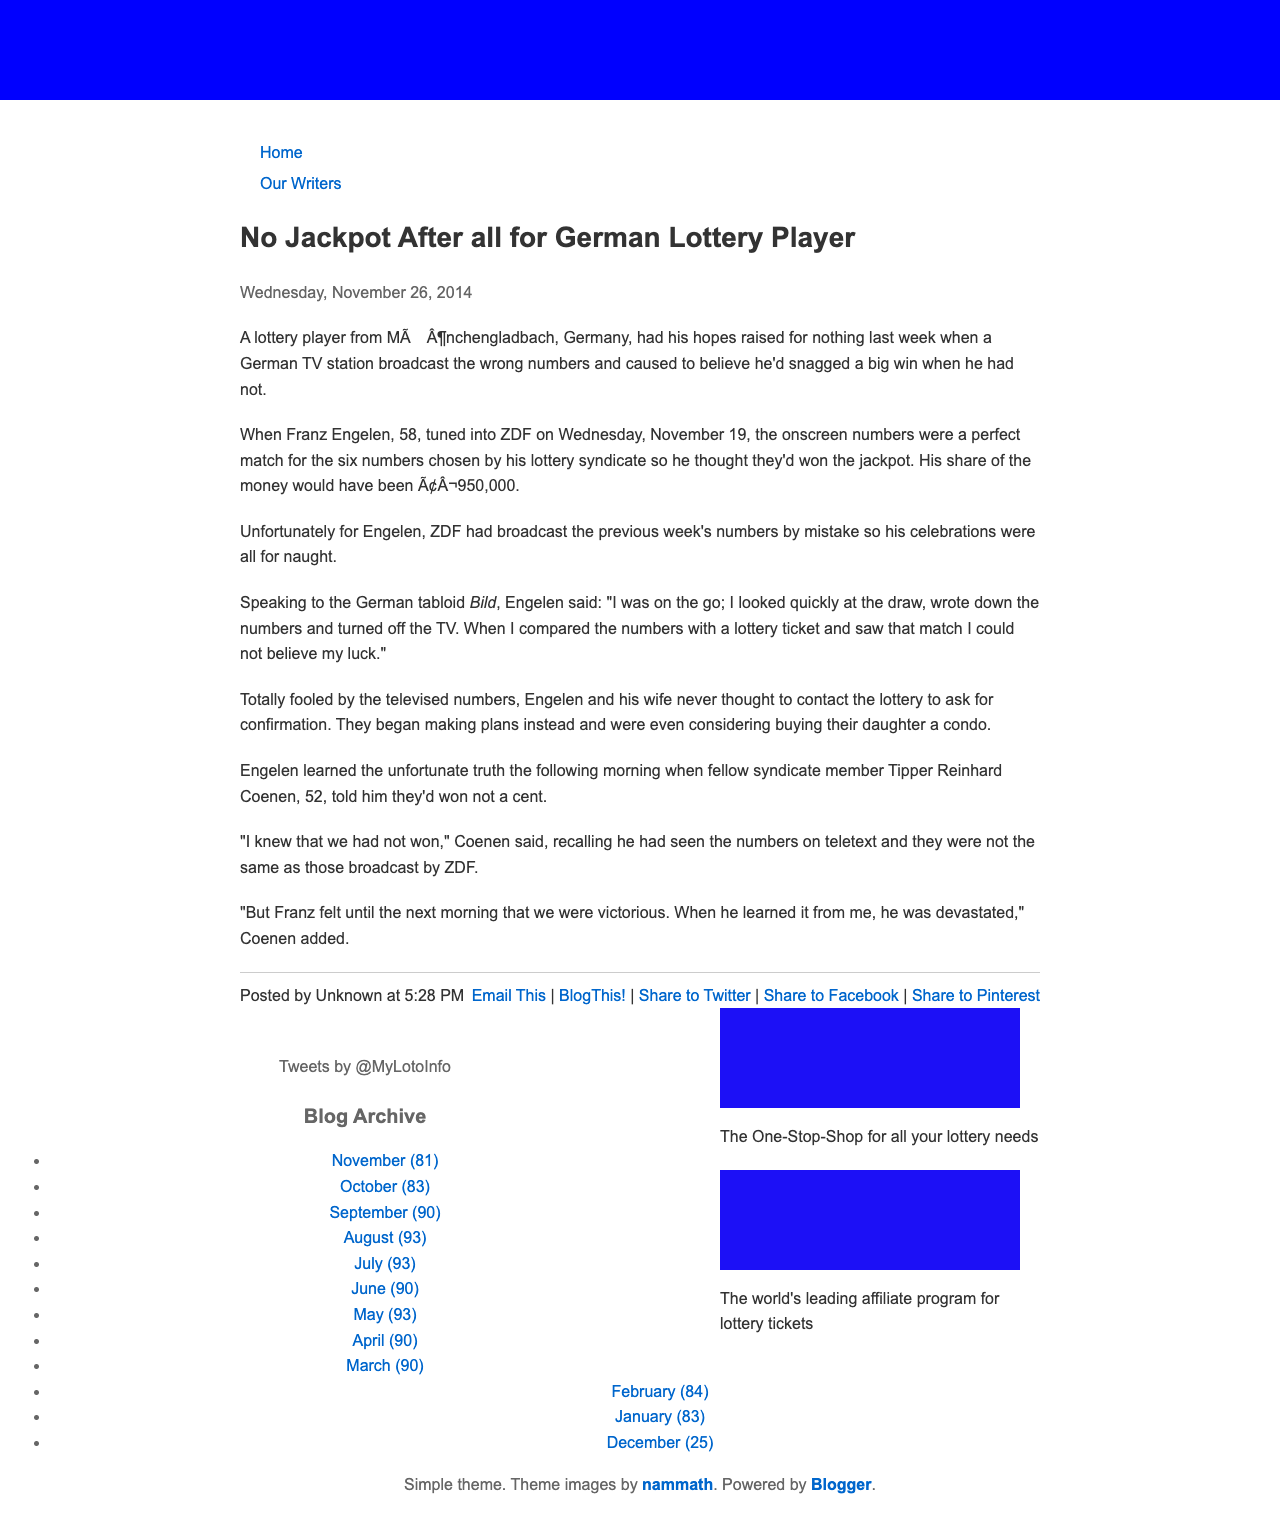 Home
Our Writers
No Jackpot After all for German Lottery Player
Wednesday, November 26, 2014
A lottery player from MÃ Â¶nchengladbach, Germany, had his hopes raised for nothing last week when a
German TV station broadcast the wrong numbers and caused to believe he'd snagged a big win when he had
not.
When Franz Engelen, 58, tuned into ZDF on Wednesday, November 19, the onscreen numbers were a perfect
match for the six numbers chosen by his lottery syndicate so he thought they'd won the jackpot. His share of the
money would have been Ã¢Â¬950,000.
Unfortunately for Engelen, ZDF had broadcast the previous week's numbers by mistake so his celebrations were
all for naught.
Speaking to the German tabloid Bild, Engelen said: "I was on the go; I looked quickly at the draw, wrote down the
numbers and turned off the TV. When I compared the numbers with a lottery ticket and saw that match I could
not believe my luck."
Totally fooled by the televised numbers, Engelen and his wife never thought to contact the lottery to ask for
confirmation. They began making plans instead and were even considering buying their daughter a condo.
Engelen learned the unfortunate truth the following morning when fellow syndicate member Tipper Reinhard
Coenen, 52, told him they'd won not a cent.
"I knew that we had not won," Coenen said, recalling he had seen the numbers on teletext and they were not the
same as those broadcast by ZDF.
"But Franz felt until the next morning that we were victorious. When he learned it from me, he was devastated,"
Coenen added.
Posted by Unknown at 5:28 PM Email This | BlogThis! | Share to Twitter | Share to Facebook | Share to Pinterest
Tweets by @MyLotoInfo
Blog Archive
November (81)
October (83)
September (90)
August (93)
July (93)
June (90)
May (93)
April (90)
March (90)
February (84)
January (83)
December (25)
The One-Stop-Shop for all your lottery needs
The world's leading affiliate program for
lottery tickets
Simple theme. Theme images by nammath. Powered by Blogger.